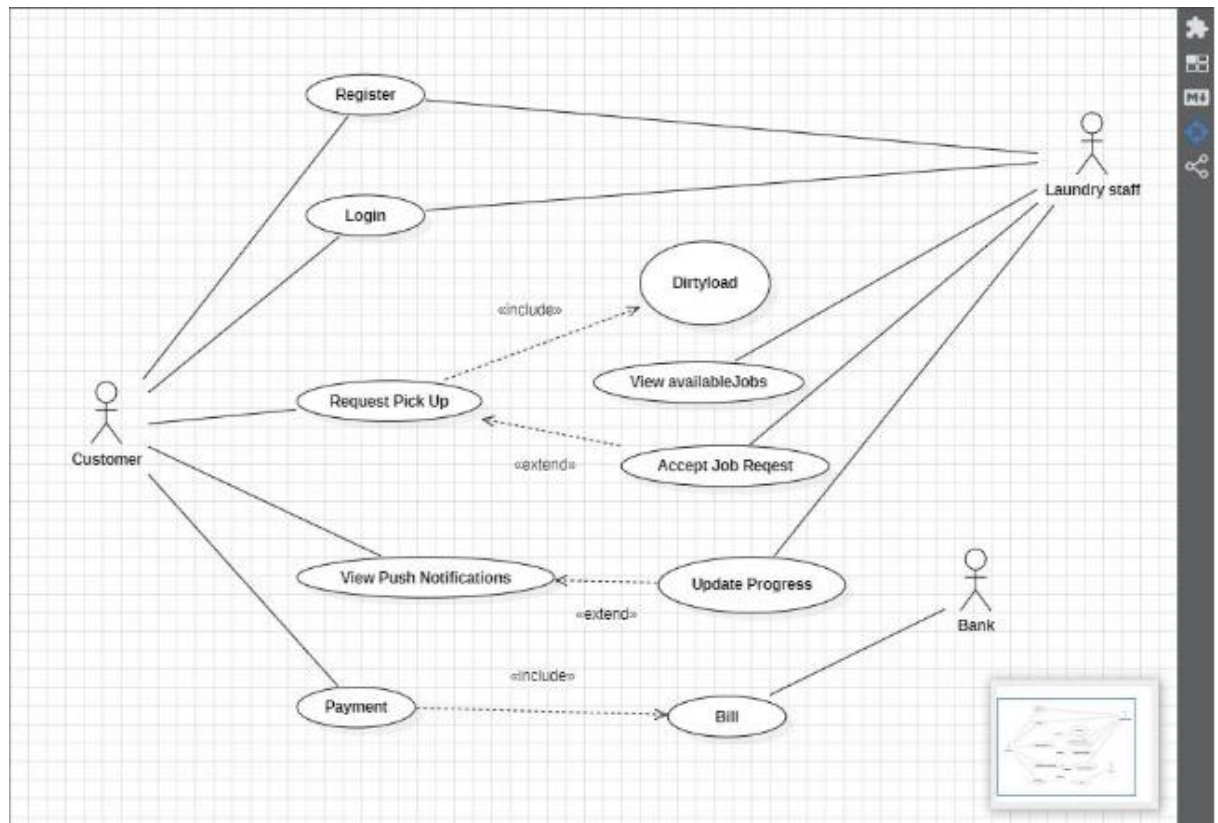 Register
M↓
Laundry staff
Login
Dirtyload
«include»
View availableJobs
Request Pick Up
Customer
«extend»
Accept Job Reqest
View Push Notifications
Update Progress
«extend»
Bank
«include»
Payment
Bill